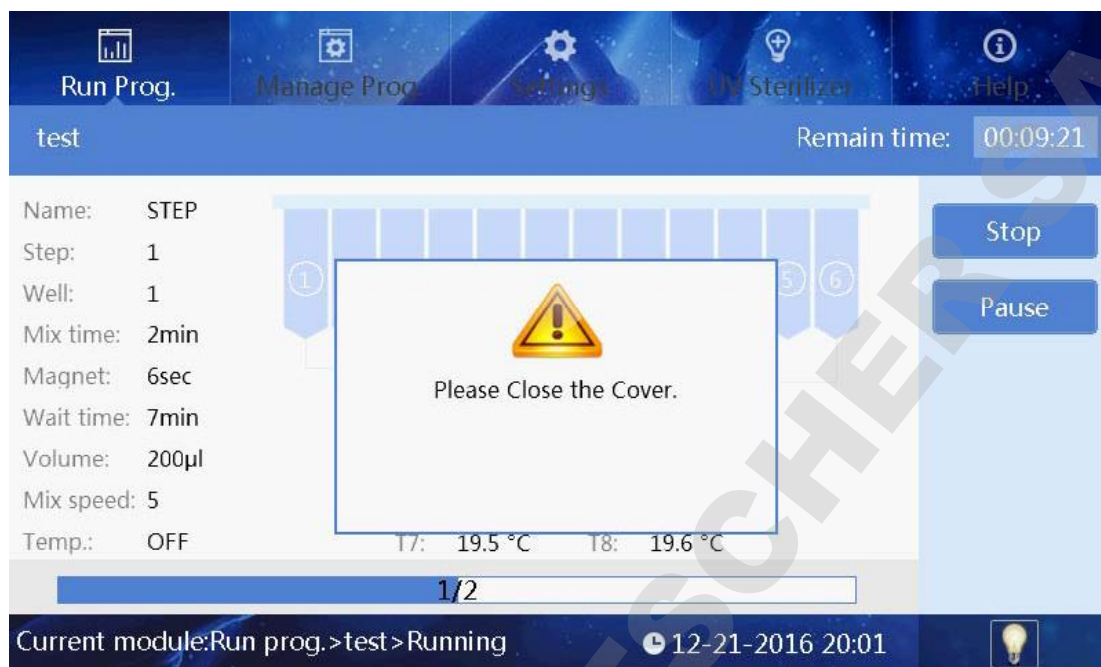 Run Prog.
Manage Prog.
Settings
UV Sterilizer
Help
test
Remain time: 00:09:21
Name: STEP
Step: 1
Well: 1
Mix time: 2min
Magnet: 6sec
Wait time: 7min
Volume: 200µl
Mix speed: 5
Temp.: OFF
1
5 6
Please Close the Cover.
T7: 19.5 °C T8: 19.6 °C
Stop
Pause
1/2
Current module:Run prog.>test>Running
12-21-2016 20:01